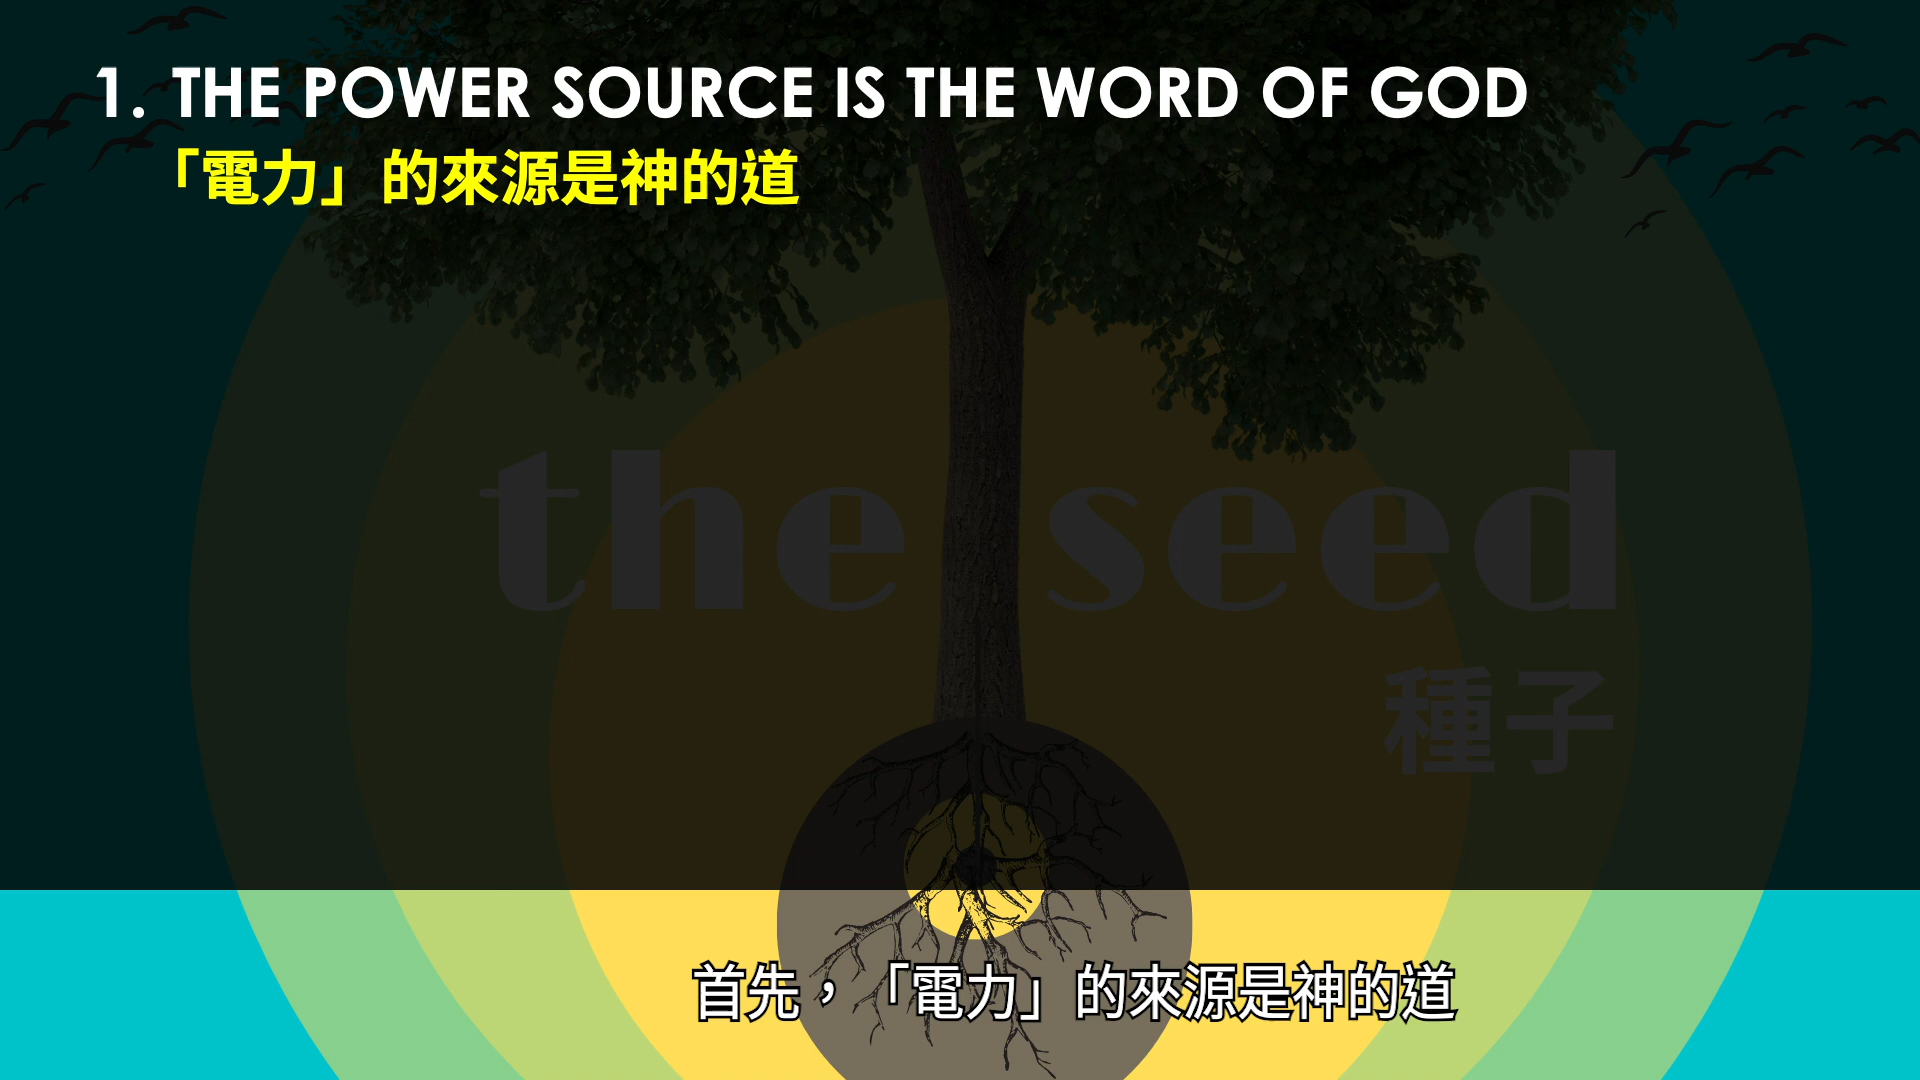 1. THE POWER SOURCE IS THE WORD OF GOD
「電力」的來源是神的道
the seed
種子
首先，「電力」的來源是神的道